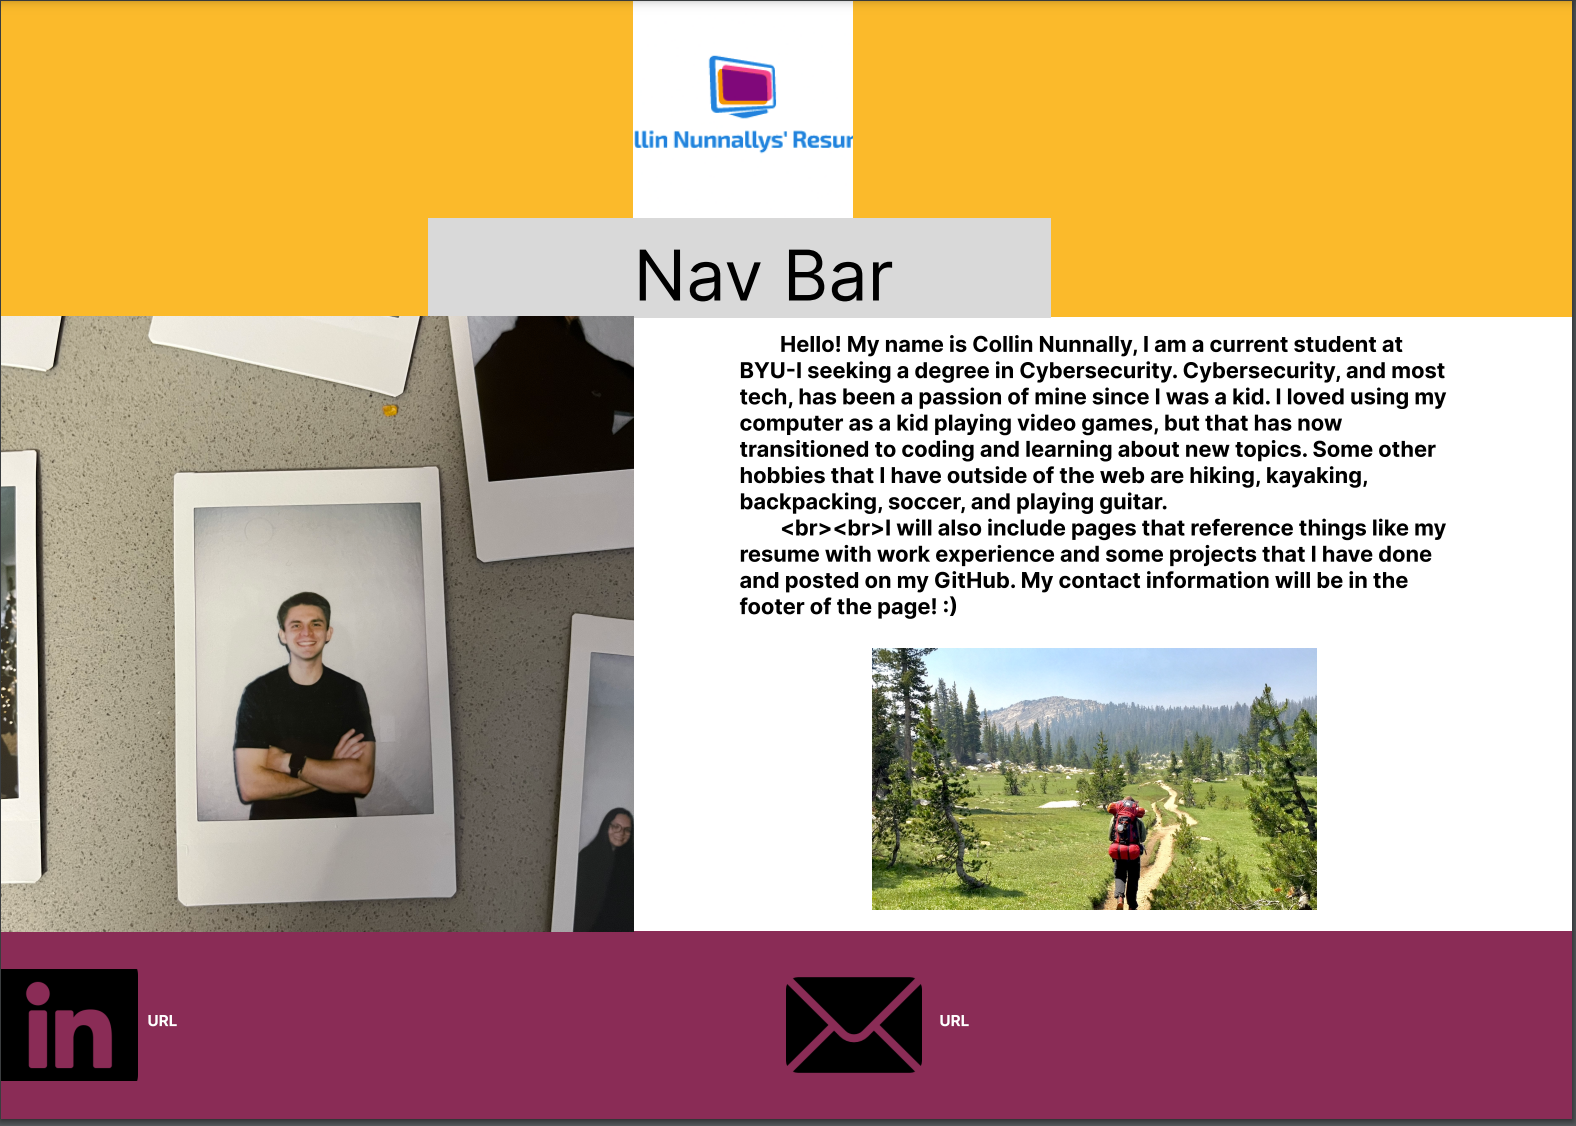 llin Nunnallys' Resur
Nav Bar
Hello! My name is Collin Nunnally, I am a current student at
BYU-I seeking a degree in Cybersecurity. Cybersecurity, and most
tech, has been a passion of mine since I was a kid. I loved using my
computer as a kid playing video games, but that has now
transitioned to coding and learning about new topics. Some other
hobbies that I have outside of the web are hiking, kayaking,
backpacking, soccer, and playing guitar.
<br><br>I will also include pages that reference things like my
resume with work experience and some projects that I have done
and posted on my GitHub. My contact information will be in the
footer of the page! :)
in URL
URL